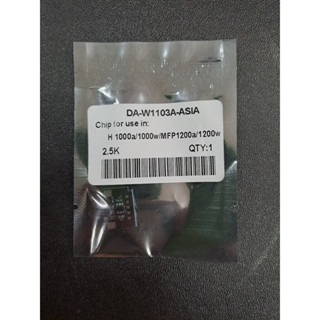 DA-W1103A-ASIA
Chip for use in:
H 1000a/1000w/MFP1200a/1200w
2.5K QTY:1